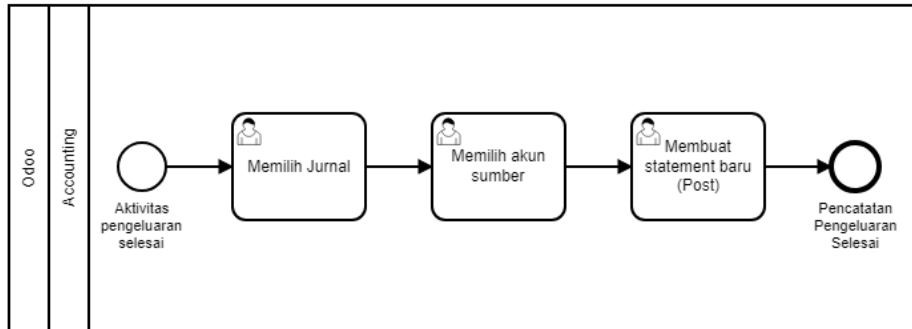 Odoo
Accounting
Aktivitas
pengeluaran
selesai
Memilih Jurnal
Memilih akun
sumber
Membuat
statement baru
(Post)
Pencatatan
Pengeluaran
Selesai